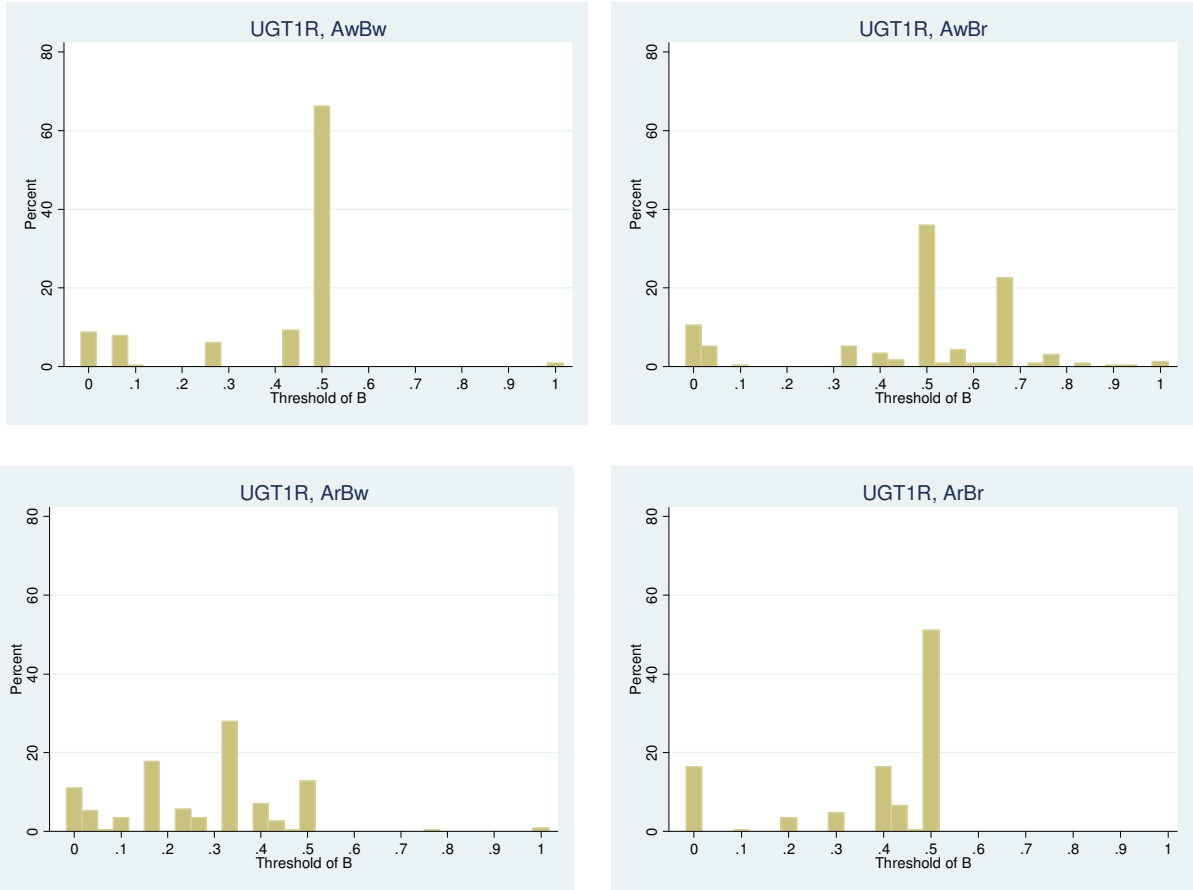 UGT1R, AwBw
80
60
40
20
0
Percent
0 .1 .2 .3 .4 .5 .6 .7 .8 .9 1
Threshold of B
UGT1R, AwBr
80
60
40
20
0
Percent
0 .1 .2 .3 .4 .5 .6 .7 .8 .9 1
Threshold of B
UGT1R, ArBw
80
60
40
20
0
Percent
0 .1 .2 .3 .4 .5 .6 .7 .8 .9 1
Threshold of B
UGT1R, ArBr
80
60
40
20
0
Percent
0 .1 .2 .3 .4 .5 .6 .7 .8 .9 1
Threshold of B